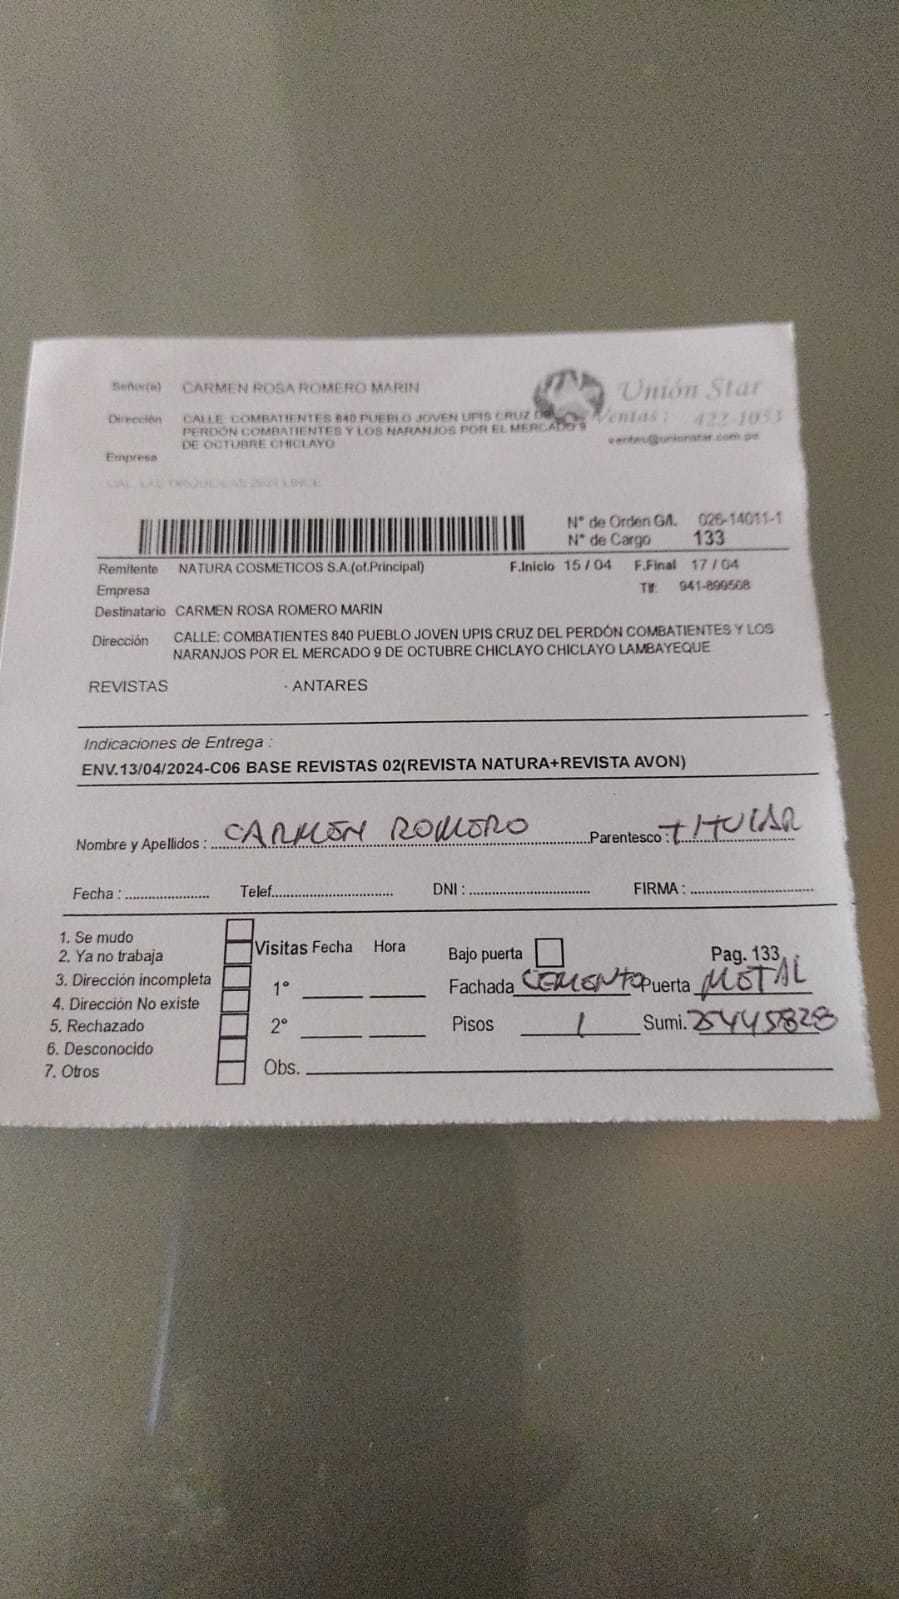 Señor(a) CARMEN ROSA ROMERO MARIN
Unión Star
Ventas: 422-1053
ventas@unionstar.com.pe
Dirección CALLE: COMBATIENTES 840 PUEBLO JOVEN UPIS CRUZ DE
PERDÓN COMBATIENTES Y LOS NARANJOS POR EL MERCADO 9
DE OCTUBRE CHICLAYO
Empresa
N° de Orden G/I. 026-14011-1
N° de Cargo 133
Remitente NATURA COSMETICOS S.A.(of.Principal) F.Inicio 15 / 04 F.Final 17 / 04
Empresa Tlf: 941-899508
Destinatario CARMEN ROSA ROMERO MARIN
Dirección CALLE: COMBATIENTES 840 PUEBLO JOVEN UPIS CRUZ DEL PERDÓN COMBATIENTES Y LOS
NARANJOS POR EL MERCADO 9 DE OCTUBRE CHICLAYO CHICLAYO LAMBAYEQUE
REVISTAS - ANTARES
Indicaciones de Entrega :
ENV.13/04/2024-C06 BASE REVISTAS 02(REVISTA NATURA+REVISTA AVON)
Nombre y Apellidos : CARMEN ROMERO Parentesco : TITULAR
Fecha : Telef. DNI : FIRMA :
1. Se mudo
2. Ya no trabaja
3. Dirección incompleta
4. Dirección No existe
5. Rechazado
6. Desconocido
7. Otros
Visitas Fecha Hora
1°
2°
Obs.
Bajo puerta Pag. 133
Fachada CEMENTO Puerta METAL
Pisos 1 Sumi. 25445828